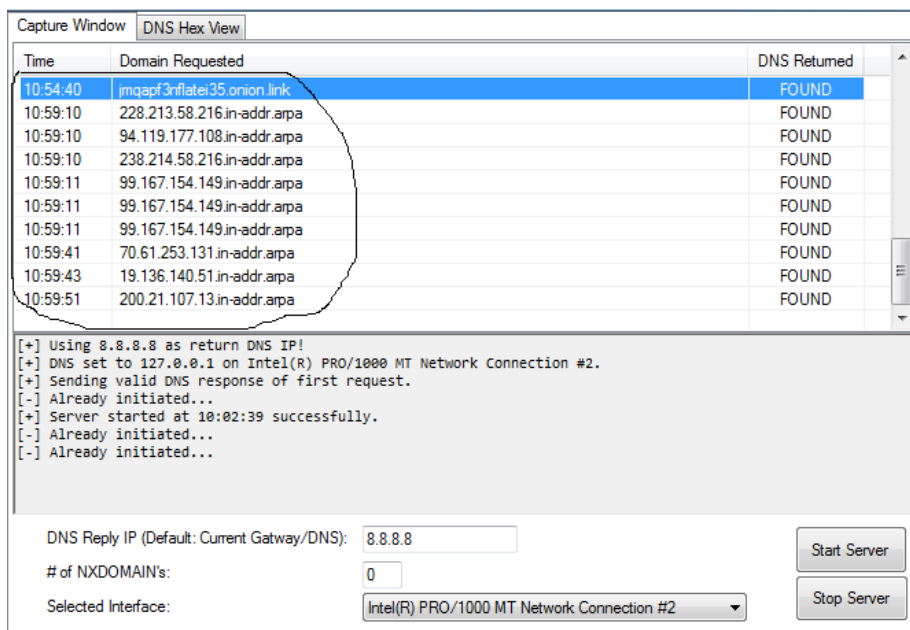 Capture Window DNS Hex View
Time Domain Requested DNS Returned
10:54:40 jmqapf3nflatei35.onion.link FOUND
10:59:10 228.213.58.216.in-addr.arpa FOUND
10:59:10 94.119.177.108.in-addr.arpa FOUND
10:59:10 238.214.58.216.in-addr.arpa FOUND
10:59:11 99.167.154.149.in-addr.arpa FOUND
10:59:11 99.167.154.149.in-addr.arpa FOUND
10:59:11 99.167.154.149.in-addr.arpa FOUND
10:59:41 70.61.253.131.in-addr.arpa FOUND
10:59:43 19.136.140.51.in-addr.arpa FOUND
10:59:51 200.21.107.13.in-addr.arpa FOUND
[+] Using 8.8.8.8 as return DNS IP!
[+] DNS set to 127.0.0.1 on Intel(R) PRO/1000 MT Network Connection #2.
[+] Sending valid DNS response of first request.
[-] Already initiated...
[+] Server started at 10:02:39 successfully.
[-] Already initiated...
[-] Already initiated...
DNS Reply IP (Default: Current Gatway/DNS): 8.8.8.8
# of NXDOMAIN's: 0
Selected Interface: Intel(R) PRO/1000 MT Network Connection #2
Start Server
Stop Server